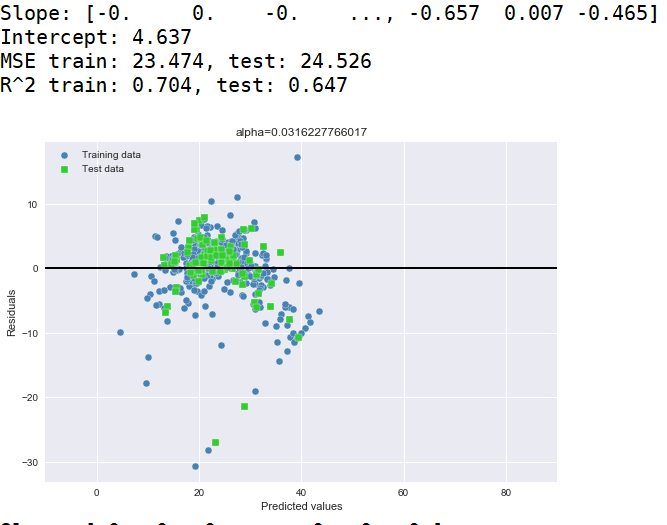 Slope: [-0. 0. -0. ..., -0.657 0.007 -0.465]
Intercept: 4.637
MSE train: 23.474, test: 24.526
R^2 train: 0.704, test: 0.647
alpha=0.0316227766017
Training data
Test data
10
0
−10
−20
−30
Residuals
0 20 40 60 80
Predicted values